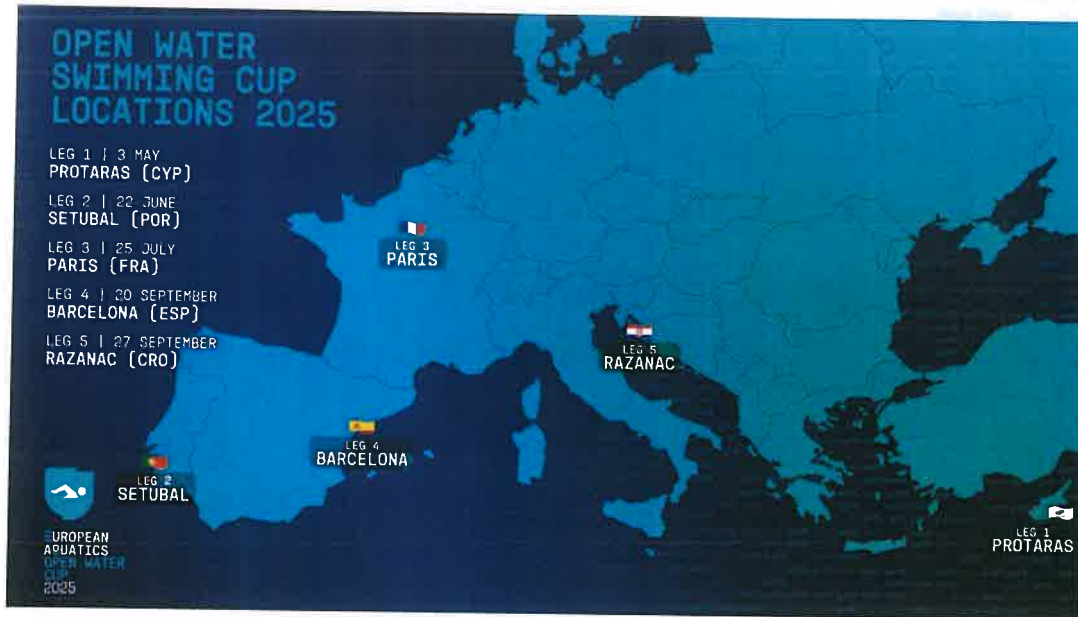 OPEN WATER
SWIMMING CUP
LOCATIONS 2025
LEG 1 | 3 MAY
PROTARAS (CYP)
LEG 2 | 22 JUNE
SETUBAL (POR)
LEG 3 | 25 JULY
PARIS (FRA)
LEG 4 | 20 SEPTEMBER
BARCELONA (ESP)
LEG 5 | 27 SEPTEMBER
RAZANAC (CRO)
LEG 3
PARIS
LEG 5
RAZANAC
LEG 4
BARCELONA
LEG 2
SETUBAL
LEG 1
PROTARAS
EUROPEAN
AQUATICS
OPEN WATER
CUP
2025